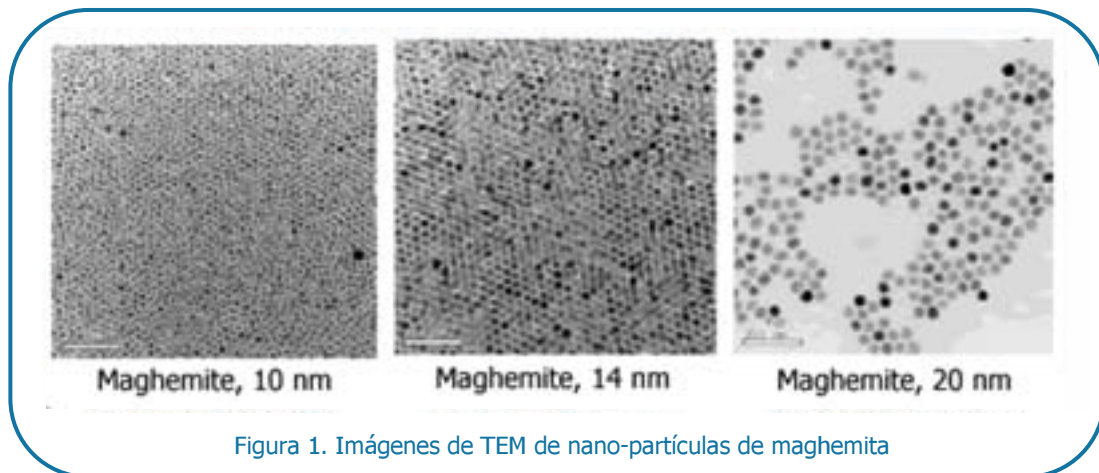 Maghemite, 10 nm
Maghemite, 14 nm
Maghemite, 20 nm
Figura 1. Imágenes de TEM de nano-partículas de maghemita